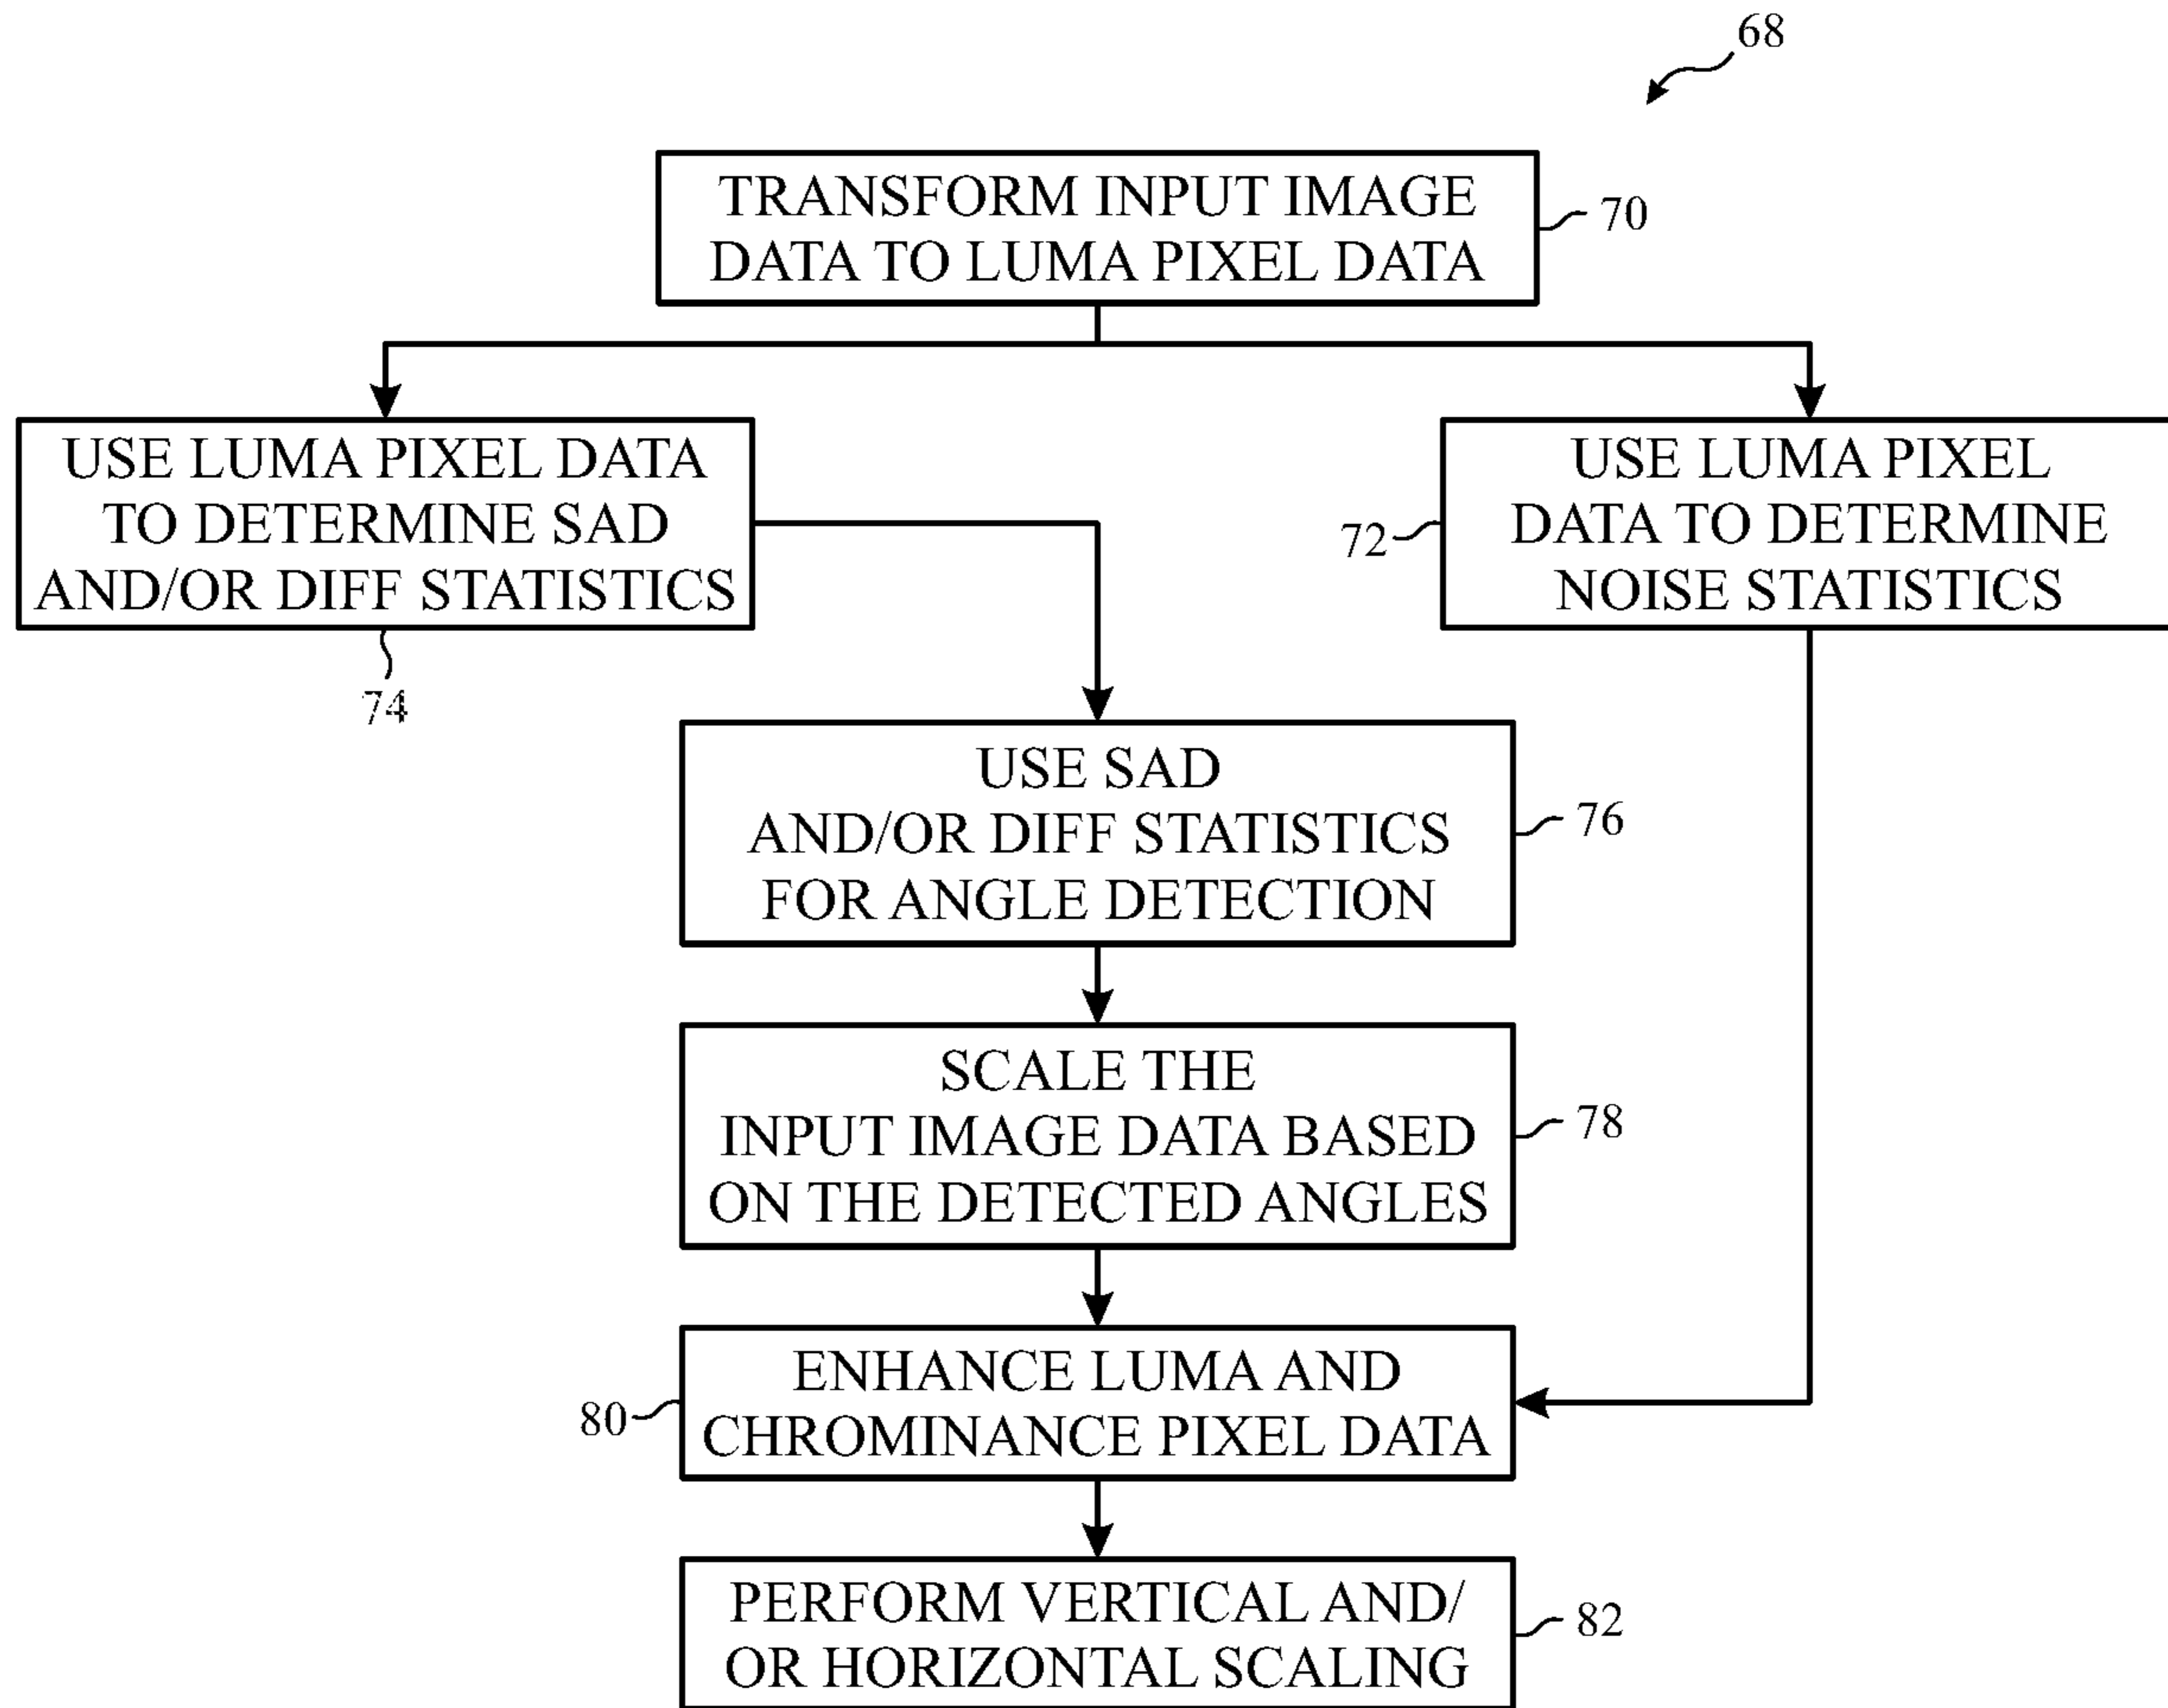 68
TRANSFORM INPUT IMAGE
DATA TO LUMA PIXEL DATA
70
USE LUMA PIXEL DATA
TO DETERMINE SAD
AND/OR DIFF STATISTICS
74
72
USE LUMA PIXEL
DATA TO DETERMINE
NOISE STATISTICS
USE SAD
AND/OR DIFF STATISTICS
FOR ANGLE DETECTION
76
SCALE THE
INPUT IMAGE DATA BASED
ON THE DETECTED ANGLES
78
80
ENHANCE LUMA AND
CHROMINANCE PIXEL DATA
PERFORM VERTICAL AND/
OR HORIZONTAL SCALING
82